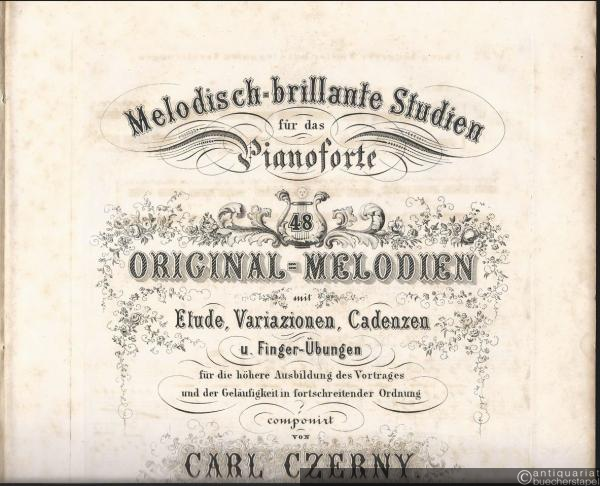 Melodisch-brillante Studien
für das
Pianoforte
48
ORIGINAL=MELODIEN
mit
Etude, Variazionen, Cadenzen
u. Finger-Übungen
für die höhere Ausbildung des Vortrages
und der Geläufigkeit in fortschreitender Ordnung
componirt
VON
CARL CZERNY.
©antiquariat
buecherstapel